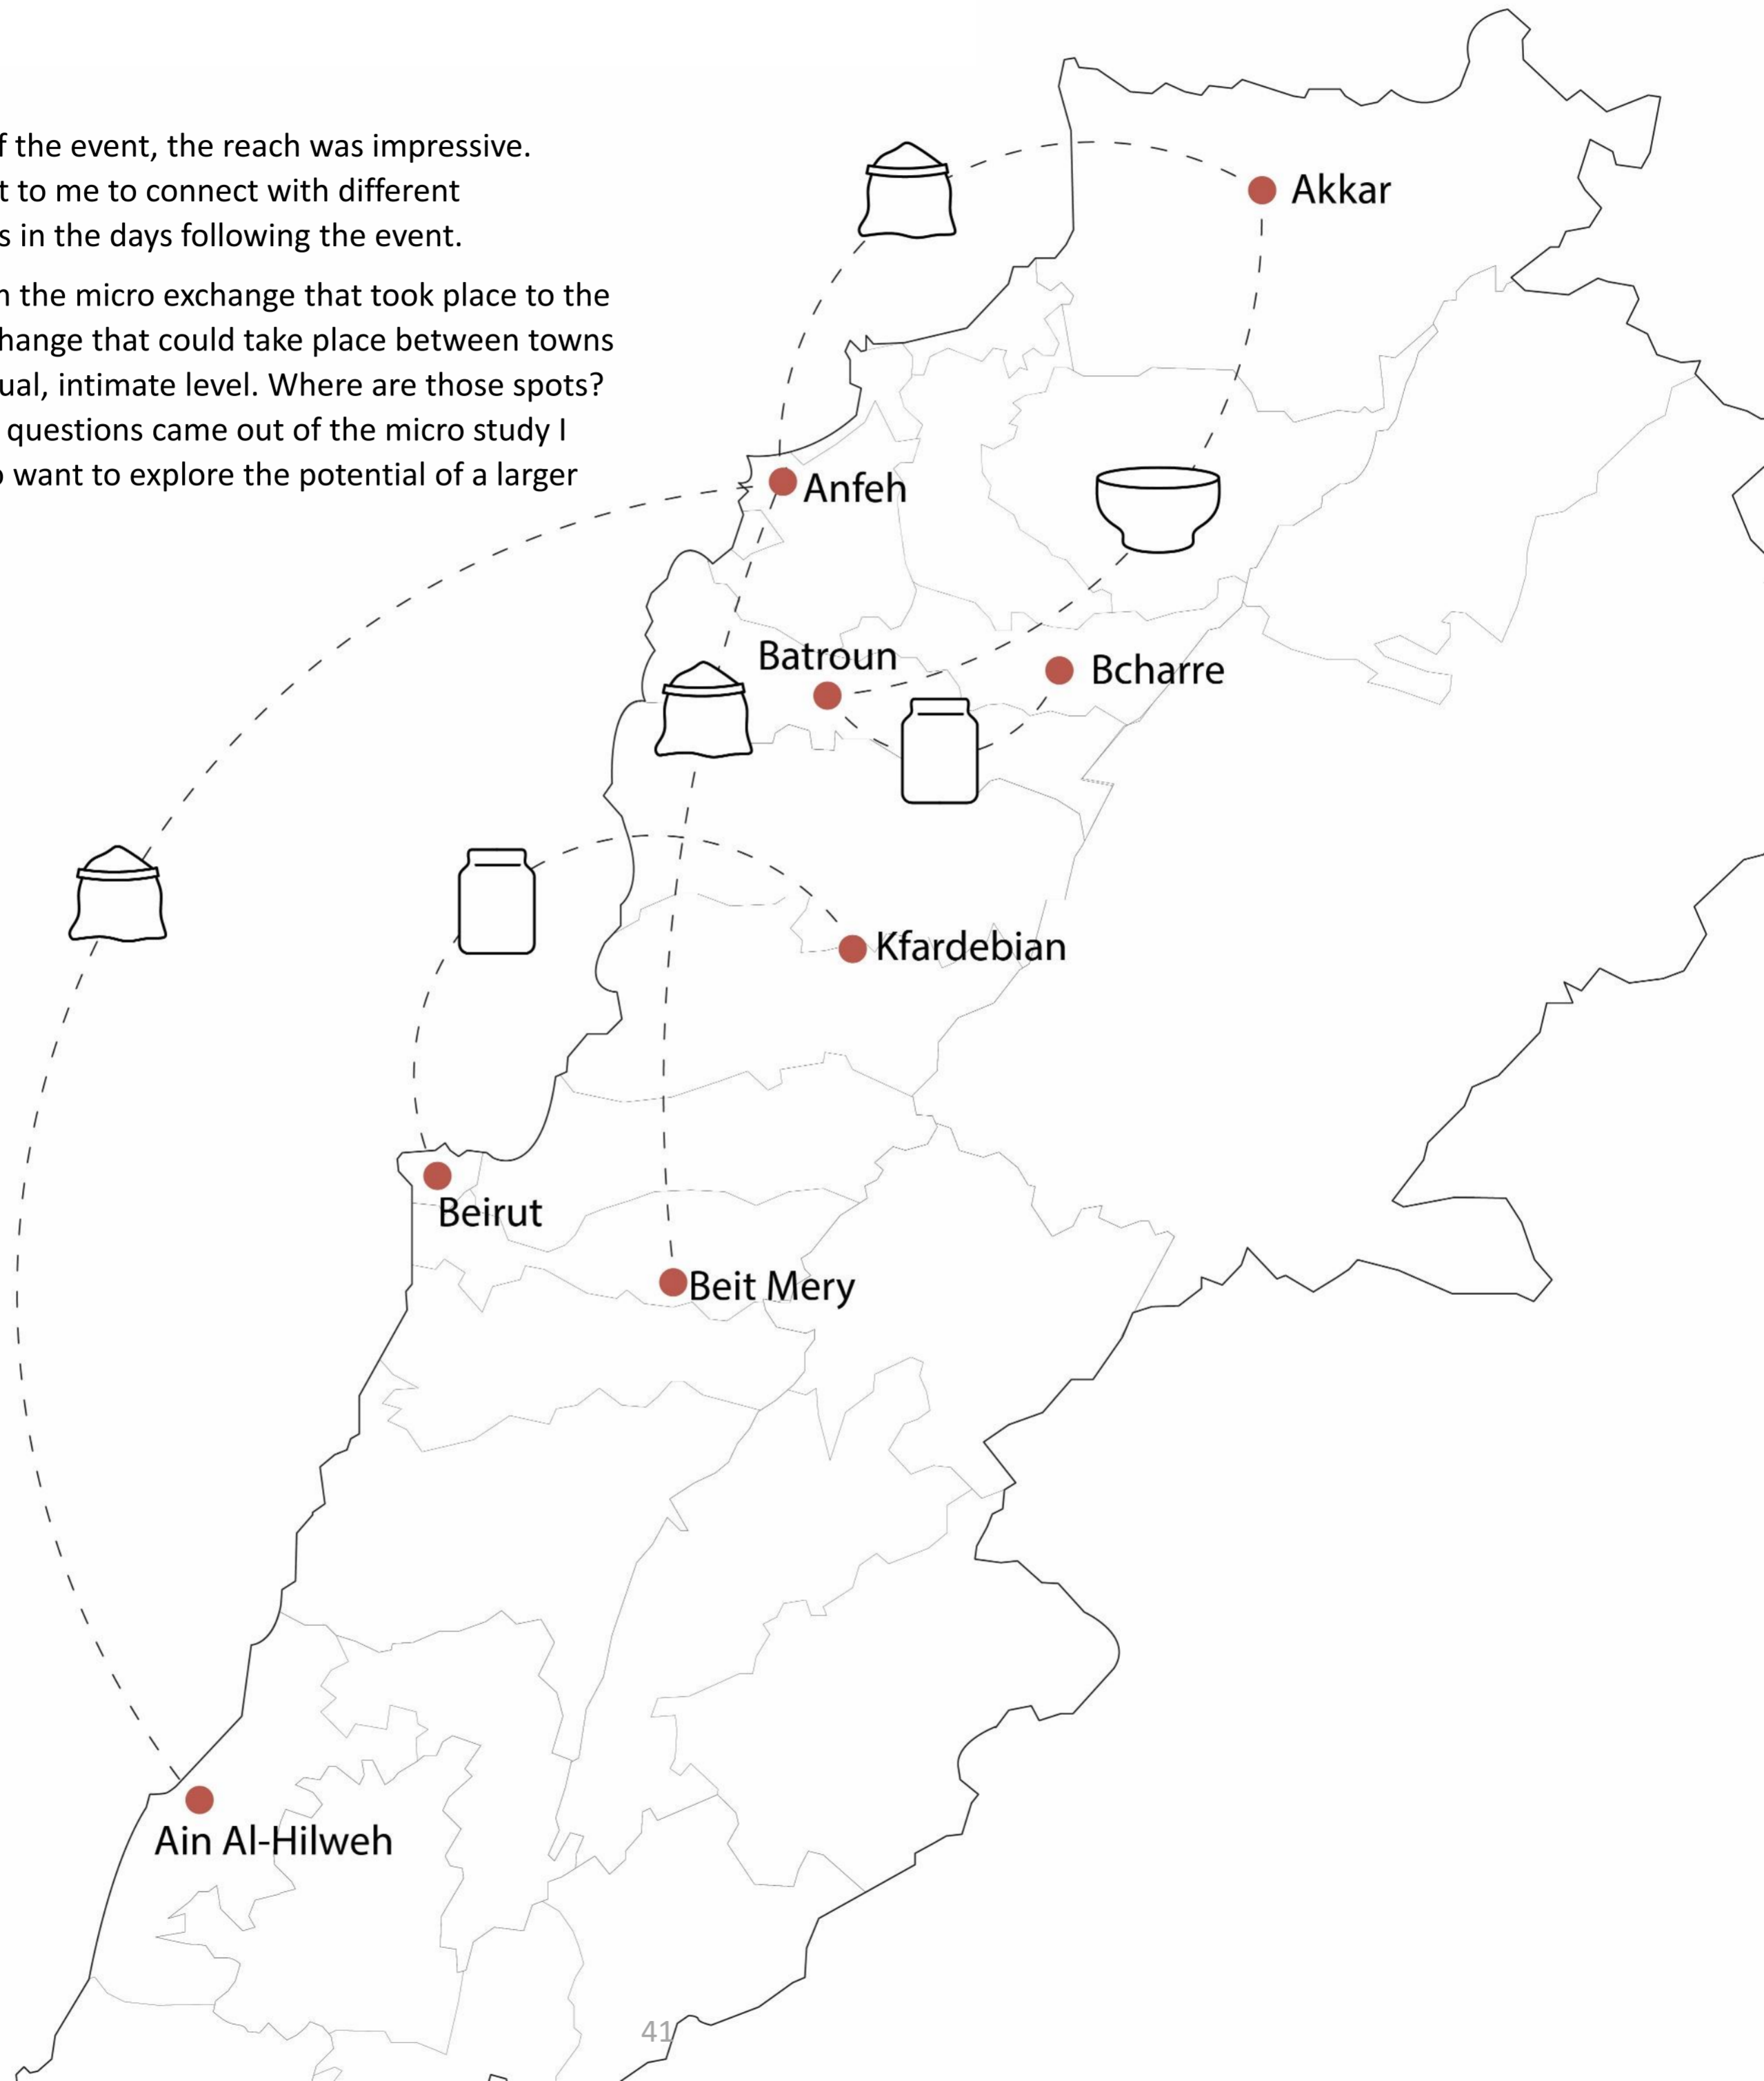 f the event, the reach was impressive.
t to me to connect with different
s in the days following the event.
n the micro exchange that took place to the
hange that could take place between towns
ual, intimate level. Where are those spots?
questions came out of the micro study I
o want to explore the potential of a larger
Akkar
Anfeh
Batroun
Bcharre
Kfardebian
Beirut
Beit Mery
Ain Al-Hilweh
41